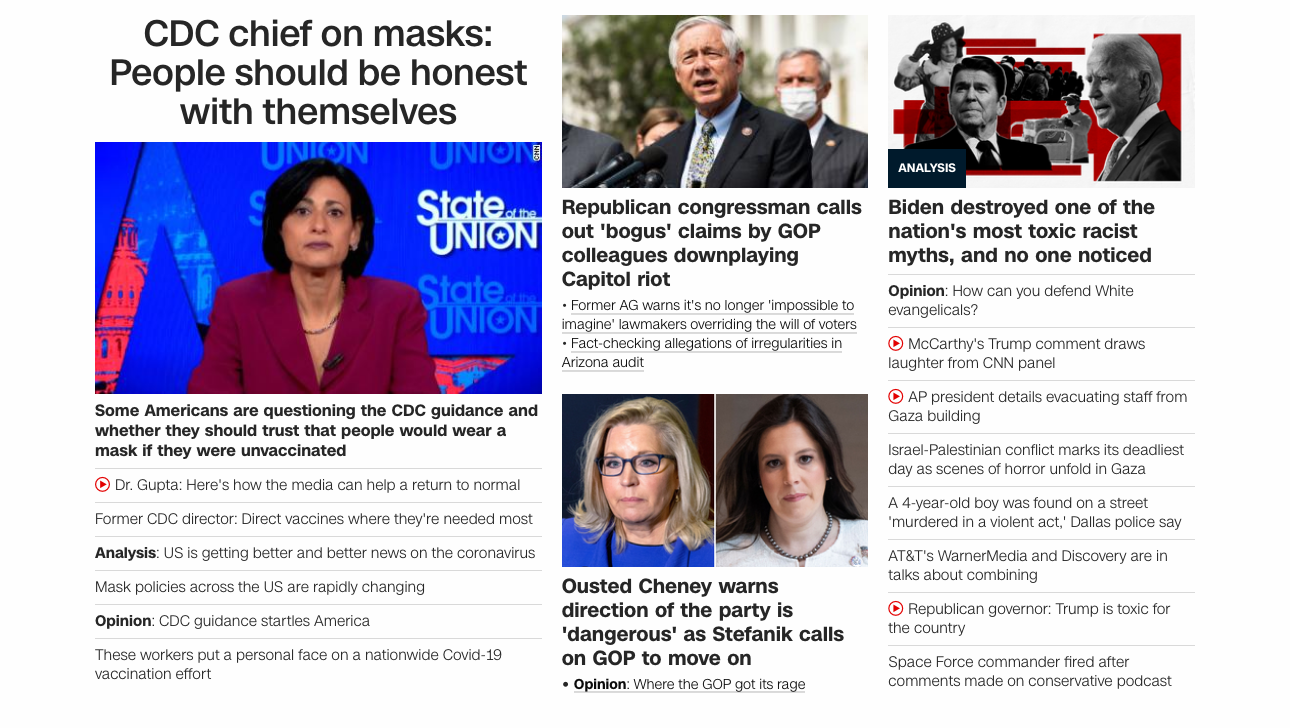 CDC chief on masks:
People should be honest
with themselves
UNION
UNION
CNN
State of the
UNION
State of the
UNION
Some Americans are questioning the CDC guidance and
whether they should trust that people would wear a
mask if they were unvaccinated
Dr. Gupta: Here's how the media can help a return to normal
Former CDC director: Direct vaccines where they're needed most
Analysis: US is getting better and better news on the coronavirus
Mask policies across the US are rapidly changing
Opinion: CDC guidance startles America
These workers put a personal face on a nationwide Covid-19
vaccination effort
Republican congressman calls
out 'bogus' claims by GOP
colleagues downplaying
Capitol riot
• Former AG warns it's no longer 'impossible to
imagine' lawmakers overriding the will of voters
• Fact-checking allegations of irregularities in
Arizona audit
Ousted Cheney warns
direction of the party is
'dangerous' as Stefanik calls
on GOP to move on
• Opinion: Where the GOP got its rage
ANALYSIS
Biden destroyed one of the
nation's most toxic racist
myths, and no one noticed
Opinion: How can you defend White
evangelicals?
McCarthy's Trump comment draws
laughter from CNN panel
AP president details evacuating staff from
Gaza building
Israel-Palestinian conflict marks its deadliest
day as scenes of horror unfold in Gaza
A 4-year-old boy was found on a street
'murdered in a violent act,' Dallas police say
AT&T's WarnerMedia and Discovery are in
talks about combining
Republican governor: Trump is toxic for
the country
Space Force commander fired after
comments made on conservative podcast